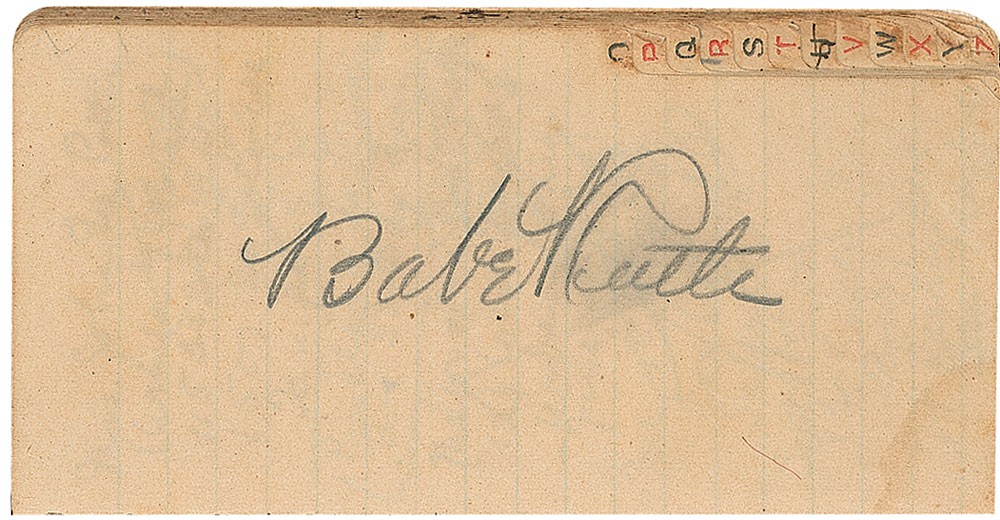 O P Q R S T U V W X Y Z
Babe Ruth